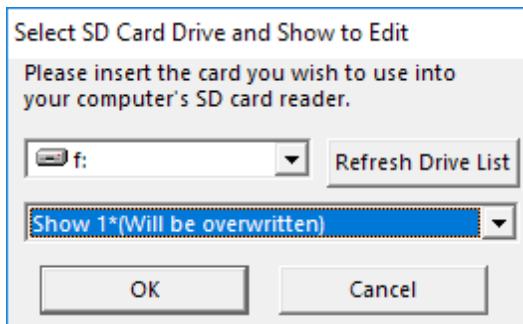 Select SD Card Drive and Show to Edit
Please insert the card you wish to use into
your computer's SD card reader.
f:
Refresh Drive List
Show 1*(Will be overwritten)
OK
Cancel